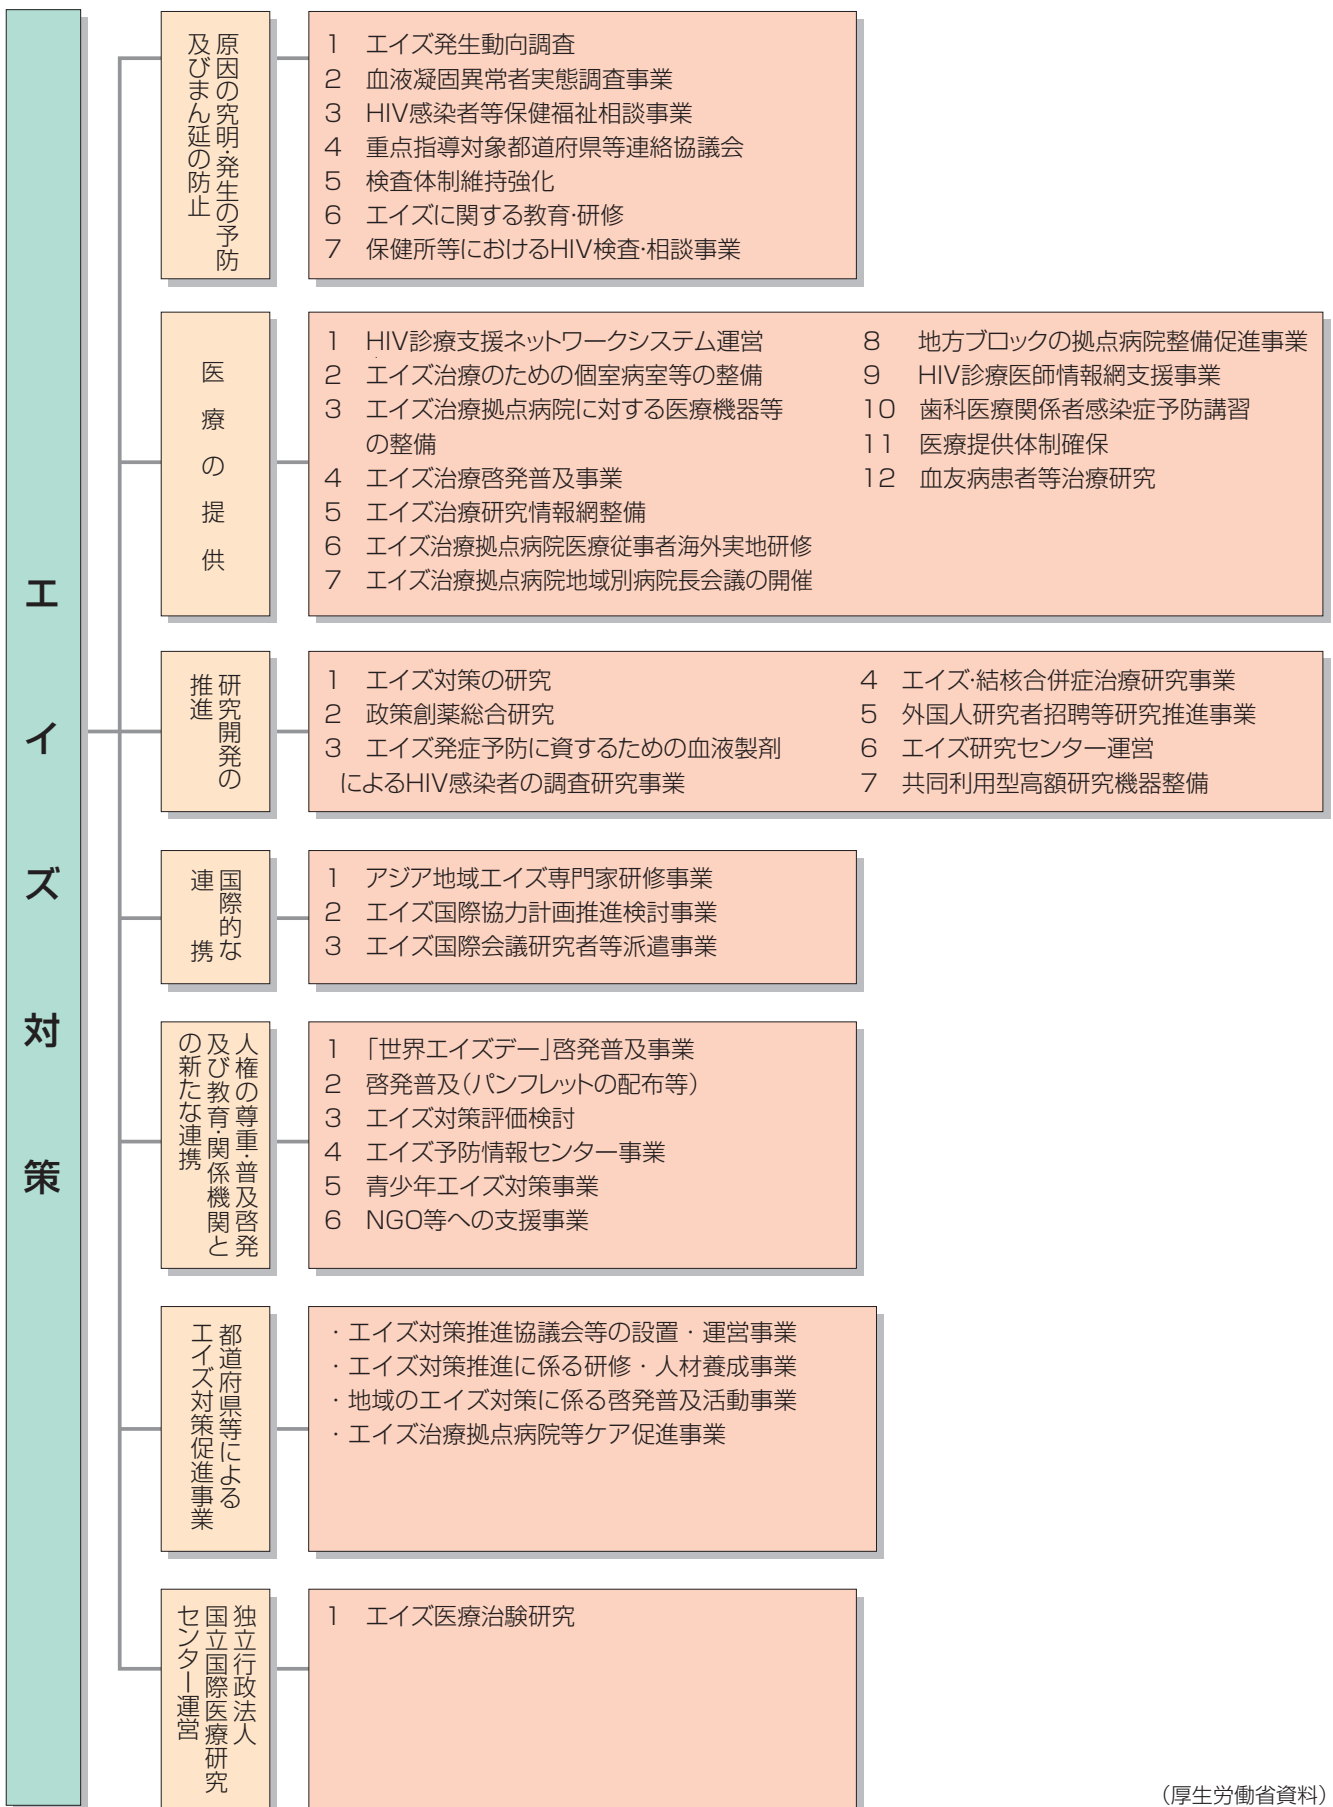 エイズ対策
原因の究明・発生の予防
及びまん延の防止
1 エイズ発生動向調査
2 血液凝固異常者実態調査事業
3 HIV感染者等保健福祉相談事業
4 重点指導対象都道府県等連絡協議会
5 検査体制維持強化
6 エイズに関する教育・研修
7 保健所等におけるHIV検査・相談事業
医療の提供
1 HIV診療支援ネットワークシステム運営
2 エイズ治療のための個室病室等の整備
3 エイズ治療拠点病院に対する医療機器等
の整備
4 エイズ治療啓発普及事業
5 エイズ治療研究情報網整備
6 エイズ治療拠点病院医療従事者海外実地研修
7 エイズ治療拠点病院地域別病院長会議の開催
8 地方ブロックの拠点病院整備促進事業
9 HIV診療医師情報網支援事業
10 歯科医療関係者感染症予防講習
11 医療提供体制確保
12 血友病患者等治療研究
研究開発の
推進
1 エイズ対策の研究
2 政策創薬総合研究
3 エイズ発症予防に資するための血液製剤
によるHIV感染者の調査研究事業
4 エイズ・結核合併症治療研究事業
5 外国人研究者招聘等研究推進事業
6 エイズ研究センター運営
7 共同利用型高額研究機器整備
国際的な
連携
1 アジア地域エイズ専門家研修事業
2 エイズ国際協力計画推進検討事業
3 エイズ国際会議研究者等派遣事業
人権の尊重・普及啓発
及び教育・関係機関と
の新たな連携
1 「世界エイズデー」啓発普及事業
2 啓発普及(パンフレットの配布等)
3 エイズ対策評価検討
4 エイズ予防情報センター事業
5 青少年エイズ対策事業
6 NGO等への支援事業
都道府県等による
エイズ対策促進事業
・エイズ対策推進協議会等の設置・運営事業
・エイズ対策推進に係る研修・人材養成事業
・地域のエイズ対策に係る啓発普及活動事業
・エイズ治療拠点病院等ケア促進事業
独立行政法人
国立国際医療研究
センター運営
1 エイズ医療治験研究
(厚生労働省資料)